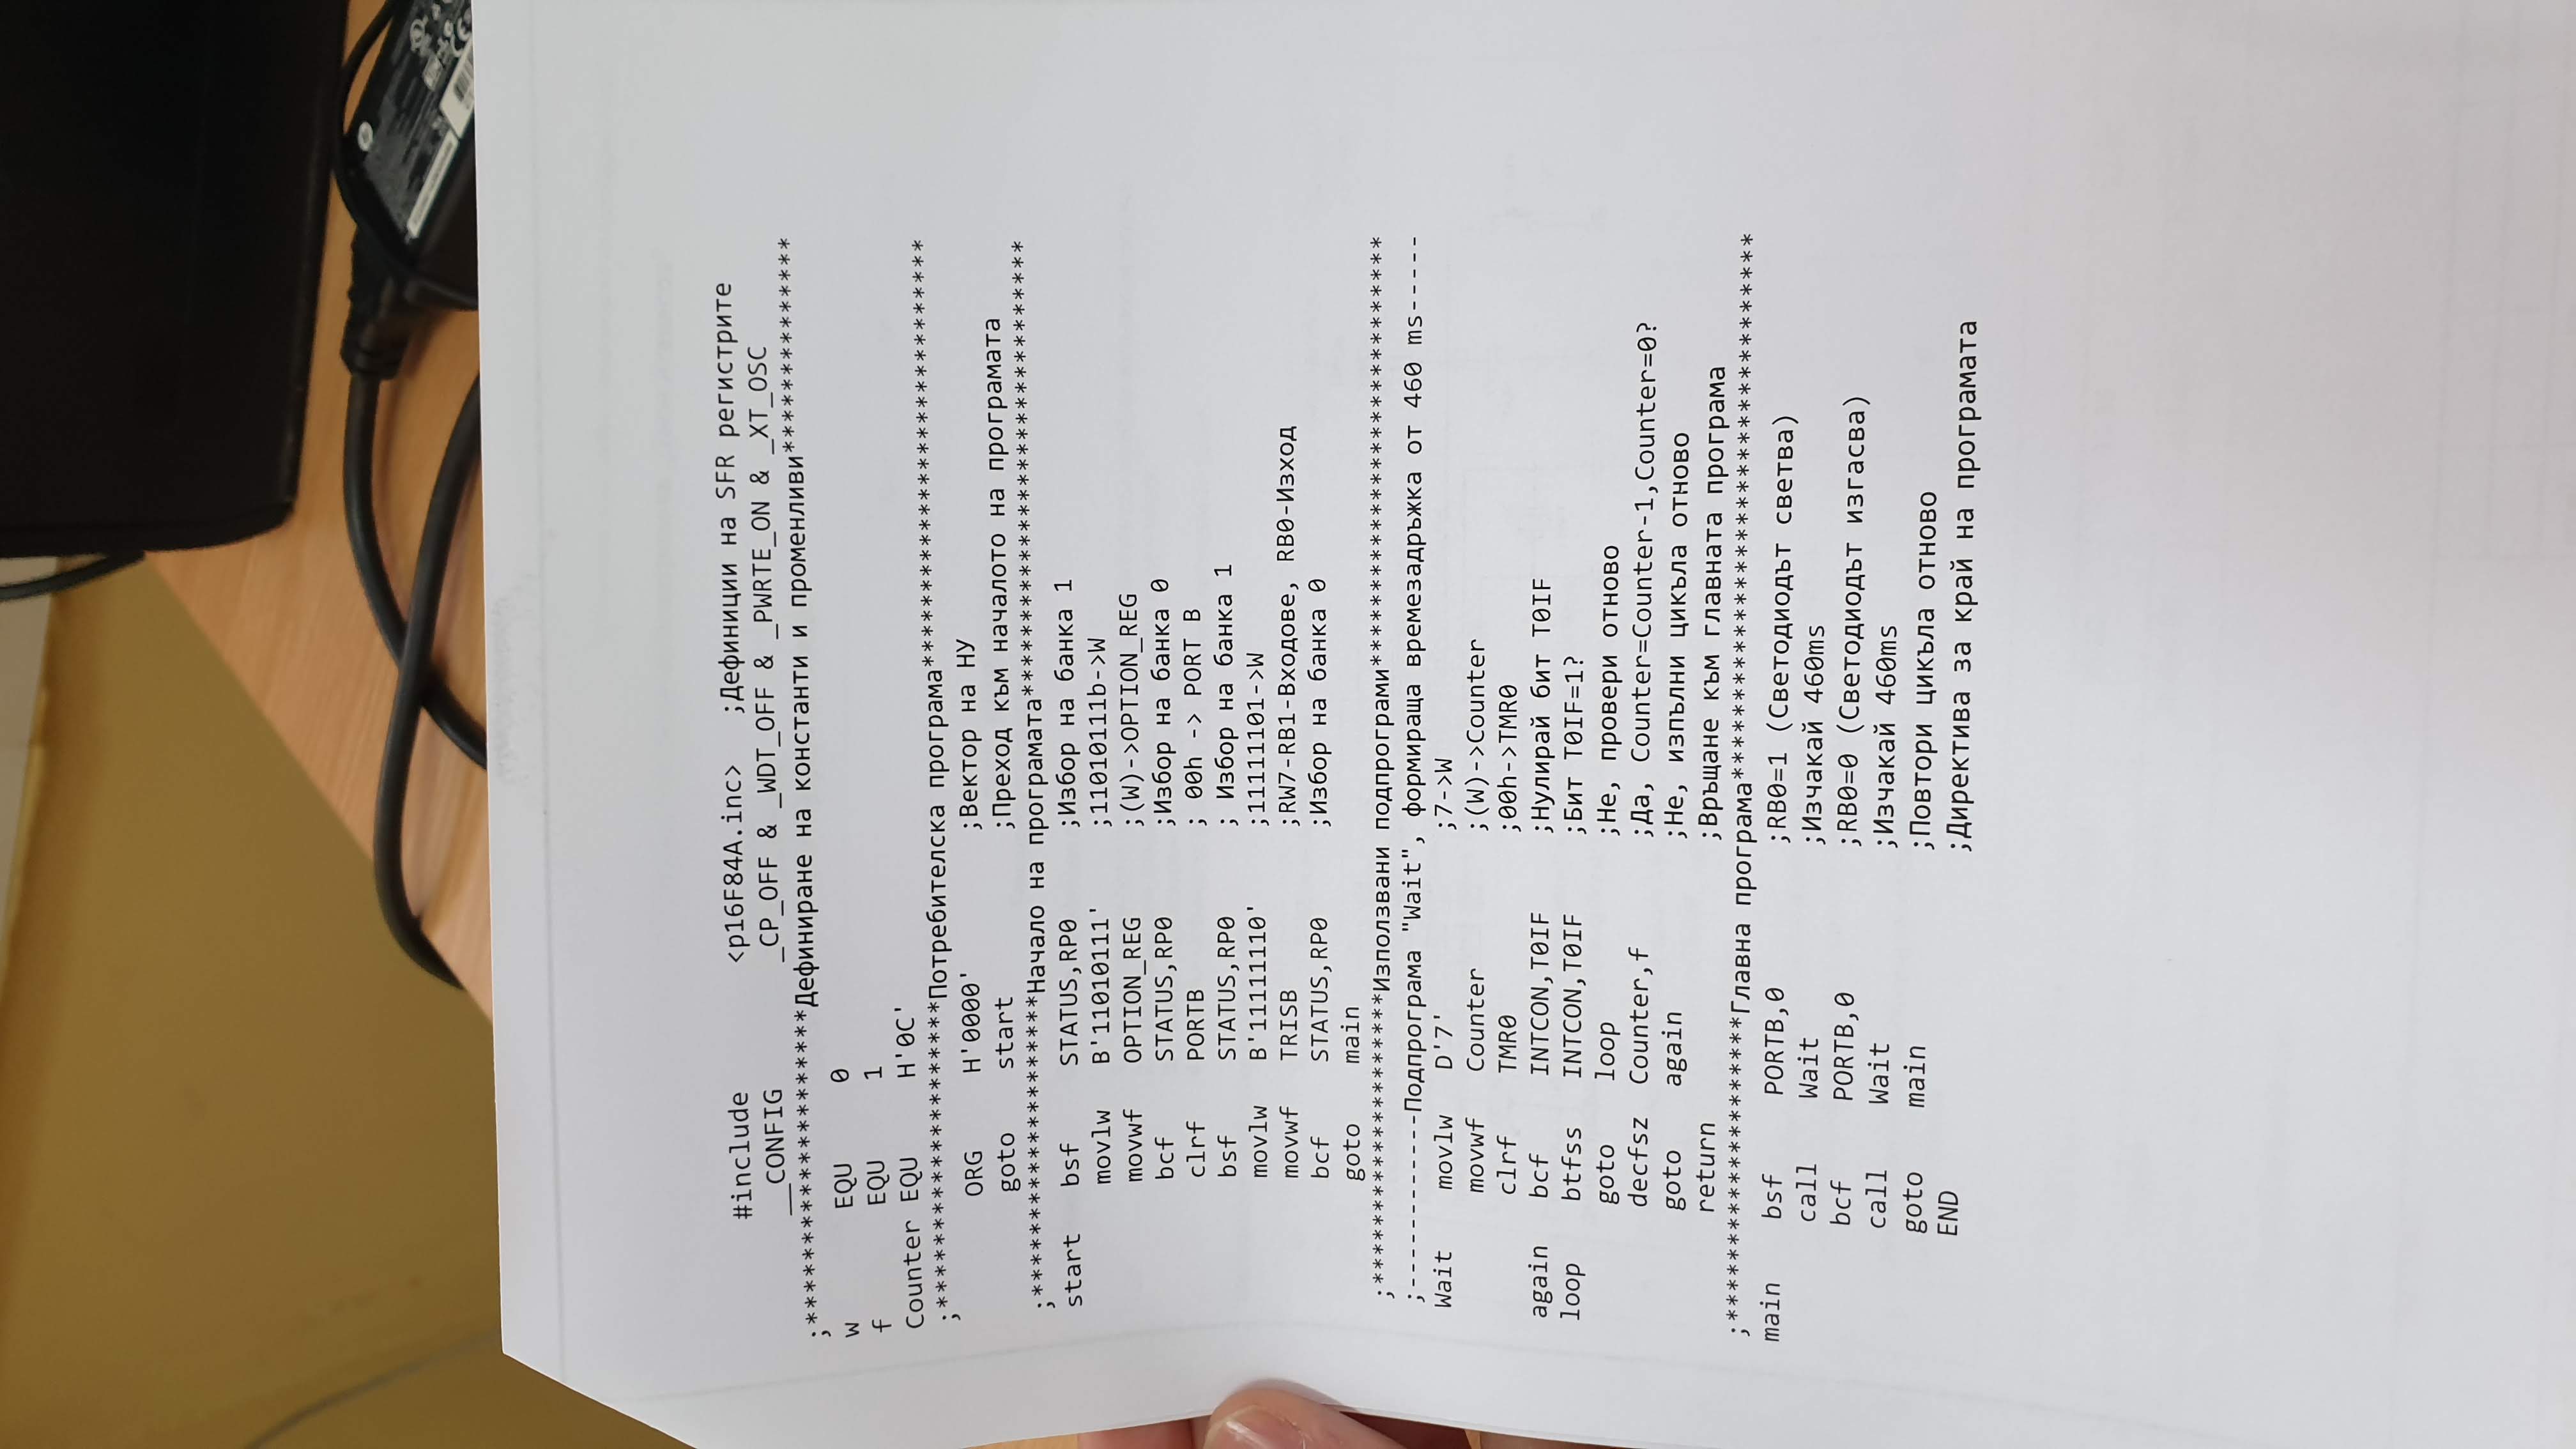 #include <p16F84A.inc> ;Дефиниции на SFR регистрите
__CONFIG _CP_OFF & _WDT_OFF & _PWRTE_ON & _XT_OSC
;*********************Дефиниране на константи и променливи**************
w EQU 0
f EQU 1
Counter EQU H'0C'
;*********************Потребителска програма****************************
ORG H'0000' ;Вектор на НУ
goto start ;Преход към началото на програмата
;*********************Начало на програмата******************************
start bsf STATUS,RP0 ;Избор на банка 1
movlw B'11010111' ;11010111b->W
movwf OPTION_REG ;(W)->OPTION_REG
bcf STATUS,RP0 ;Избор на банка 0
clrf PORTB ; 00h -> PORT B
bsf STATUS,RP0 ; Избор на банка 1
movlw B'11111110' ;11111101->W
movwf TRISB ;RW7-RB1-Входове, RB0-Изход
bcf STATUS,RP0 ;Избор на банка 0
goto main
;*********************Използвани подпрограми****************************
;------------Подпрограма "Wait", формираща времезадръжка от 460 ms-----
Wait movlw D'7' ;7->W
movwf Counter ;(W)->Counter
clrf TMR0 ;00h->TMR0
again bcf INTCON,T0IF ;Нулирай бит T0IF
loop btfss INTCON,T0IF ;Бит T0IF=1?
goto loop ;Не, провери отново
decfsz Counter,f ;Да, Counter=Counter-1,Counter=0?
goto again ;Не, изпълни цикъла отново
return ;Връщане към главната програма
;*********************Главна програма***********************************
main bsf PORTB,0 ;RB0=1 (Светодиодът светва)
call Wait ;Изчакай 460ms
bcf PORTB,0 ;RB0=0 (Светодиодът изгасва)
call Wait ;Изчакай 460ms
goto main ;Повтори цикъла отново
END ;Директива за край на програмата